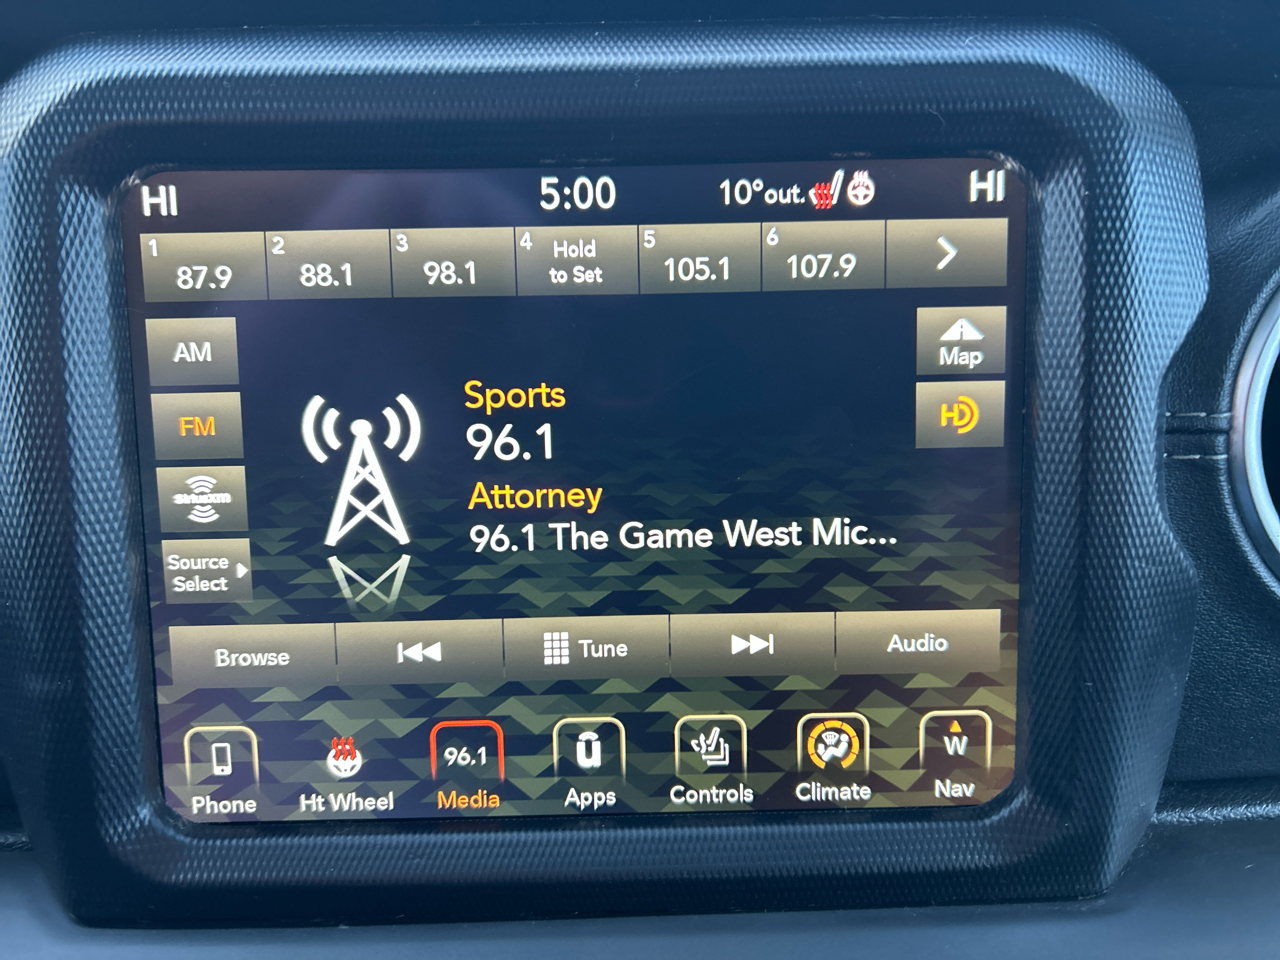 HI 5:00 10°out. HI
1 87.9
2 88.1
3 98.1
4 Hold
to Set
5 105.1
6 107.9
AM
FM
SiriusXM
Source
Select
Sports
96.1
Attorney
96.1 The Game West Mic...
Map
HD
Browse
Tune
Audio
Phone
Ht Wheel
96.1
Media
u
Apps
Controls
Climate
W
Nav